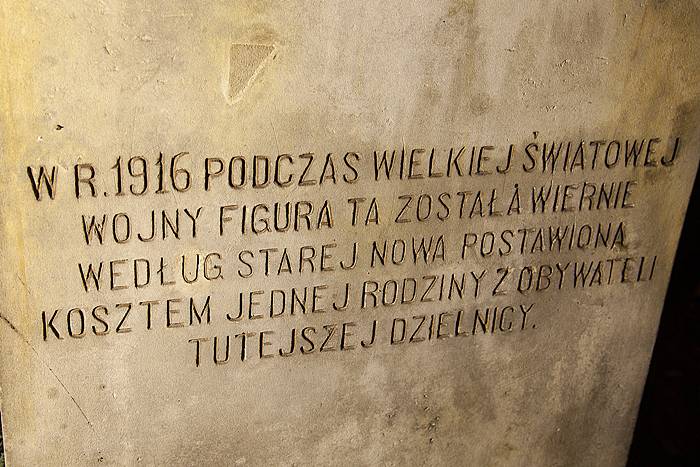 W R. 1916 PODCZAS WIELKIEJ ŚWIATOWEJ
WOJNY FIGURA TA ZOSTAŁA WIERNIE
WEDŁUG STAREJ NOWA POSTAWIONA
KOSZTEM JEDNEJ RODZINY Z OBYWATELI
TUTEJSZEJ DZIELNICY.